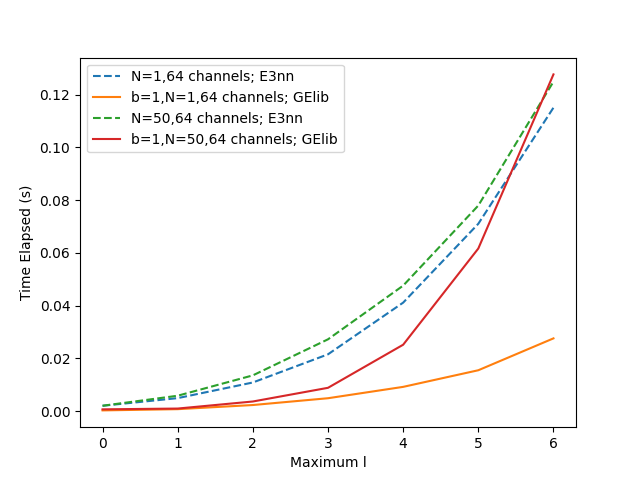 N=1,64 channels; E3nn
b=1,N=1,64 channels; GElib
N=50,64 channels; E3nn
b=1,N=50,64 channels; GElib
Time Elapsed (s)
0.12
0.10
0.08
0.06
0.04
0.02
0.00
0 1 2 3 4 5 6
Maximum l